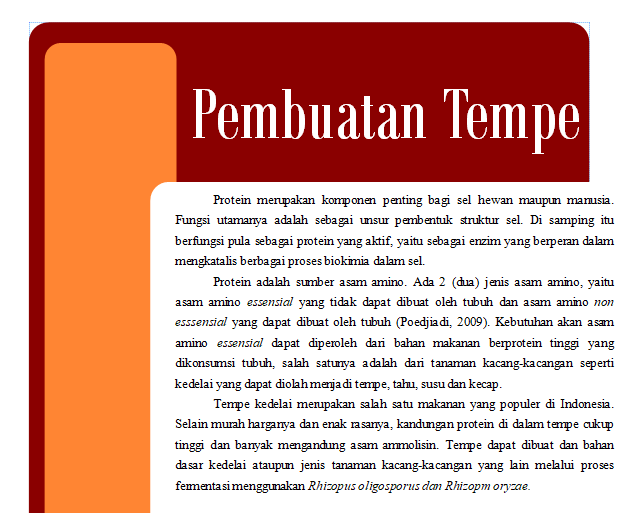 Pembuatan Tempe
Protein merupakan komponen penting bagi sel hewan maupun manusia.
Fungsi utamanya adalah sebagai unsur pembentuk struktur sel. Di samping itu
berfungsi pula sebagai protein yang aktif, yaitu sebagai enzim yang berperan dalam
mengkatalis berbagai proses biokimia dalam sel.
Protein adalah sumber asam amino. Ada 2 (dua) jenis asam amino, yaitu
asam amino essensial yang tidak dapat dibuat oleh tubuh dan asam amino non
esssensial yang dapat dibuat oleh tubuh (Poedjiadi, 2009). Kebutuhan akan asam
amino essensial dapat diperoleh dari bahan makanan berprotein tinggi yang
dikonsumsi tubuh, salah satunya adalah dari tanaman kacang-kacangan seperti
kedelai yang dapat diolah menjadi tempe, tahu, susu dan kecap.
Tempe kedelai merupakan salah satu makanan yang populer di Indonesia.
Selain murah harganya dan enak rasanya, kandungan protein di dalam tempe cukup
tinggi dan banyak mengandung asam ammolisin. Tempe dapat dibuat dan bahan
dasar kedelai ataupun jenis tanaman kacang-kacangan yang lain melalui proses
fermentasi menggunakan Rhizopus oligosporus dan Rhizopm oryzae.